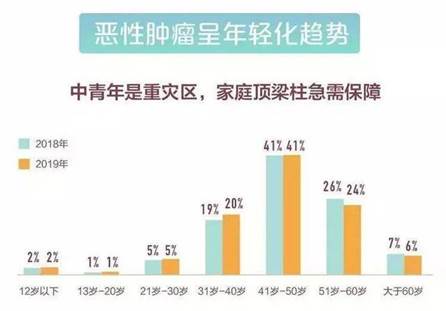 恶性肿瘤呈年轻化趋势
中青年是重灾区，家庭顶梁柱急需保障
2018年
2019年
2% 2%
1% 1%
5% 5%
19% 20%
41% 41%
26% 24%
7% 6%
12岁以下 13岁-20岁 21岁-30岁 31岁-40岁 41岁-50岁 51岁-60岁 大于60岁